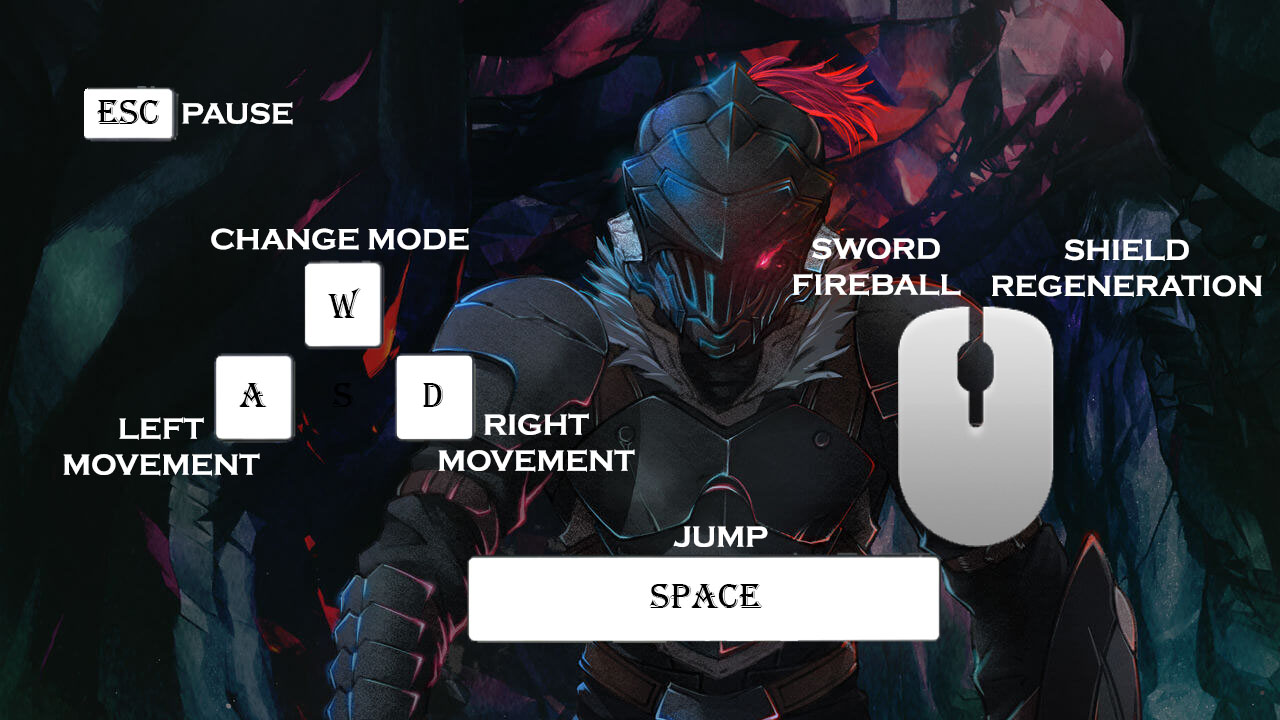 ESC PAUSE
CHANGE MODE
W
A S D
LEFT
MOVEMENT
RIGHT
MOVEMENT
SWORD
FIREBALL
SHIELD
REGENERATION
JUMP
SPACE